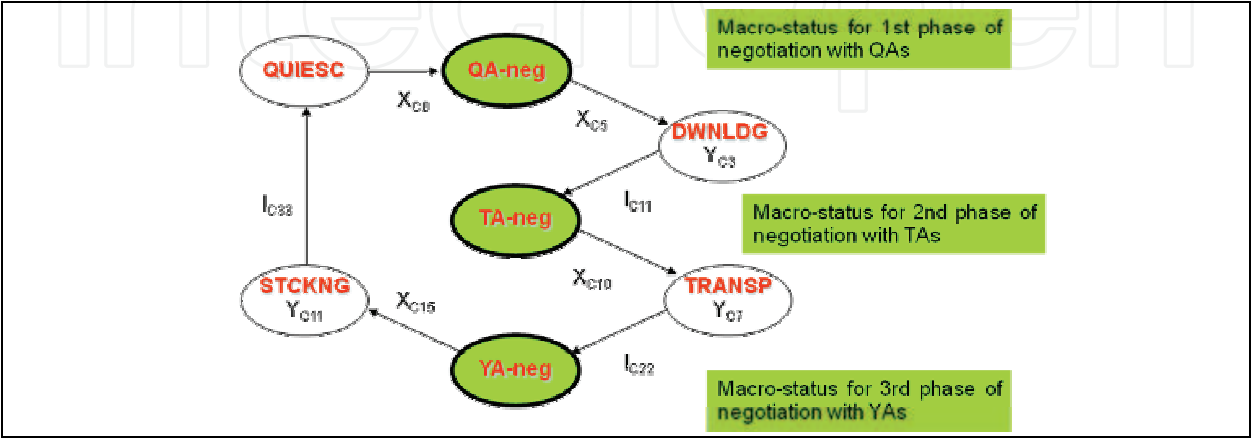 Macro-status for 1st phase of
negotiation with QAs
QUIESC
QA-neg
XC8
XC5
DWNLDG
YC3
IC11
IC33
TA-neg
Macro-status for 2nd phase of
negotiation with TAs
XC10
STCKNG
YC11
XC15
TRANSP
YC7
IC22
YA-neg
Macro-status for 3rd phase of
negotiation with YAs